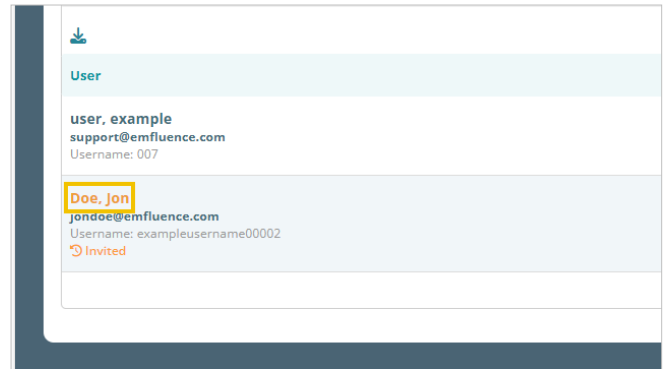 User
user, example
support@emfluence.com
Username: 007
Doe, Jon
jondoe@emfluence.com
Username: exampleusername00002
Invited